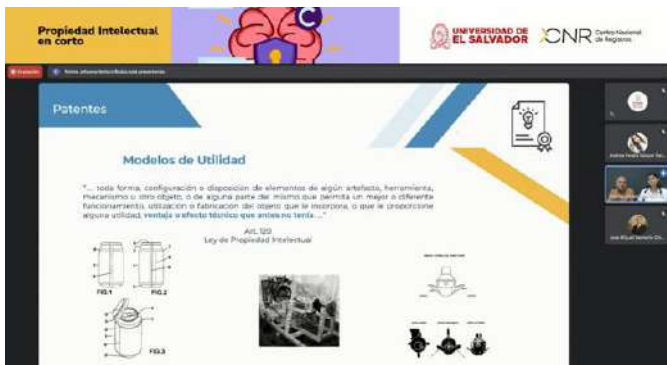 Propiedad Intelectual
en corto
UNIVERSIDAD DE
EL SALVADOR
CNR Centro Nacional
de Registros
Patentes
Modelos de Utilidad
"... toda forma, configuración o disposición de elementos de algún artefacto, herramienta,
mecanismo u otro objeto, o de alguna parte del mismo que permita un mejor o diferente
funcionamiento, utilización o fabricación del objeto que le incorpora, o que le proporcione
alguna utilidad, ventaja o efecto técnico que antes no tenía ..."
Art. 120
Ley de Propiedad Intelectual
FIG.1
FIG.2
FIG.3